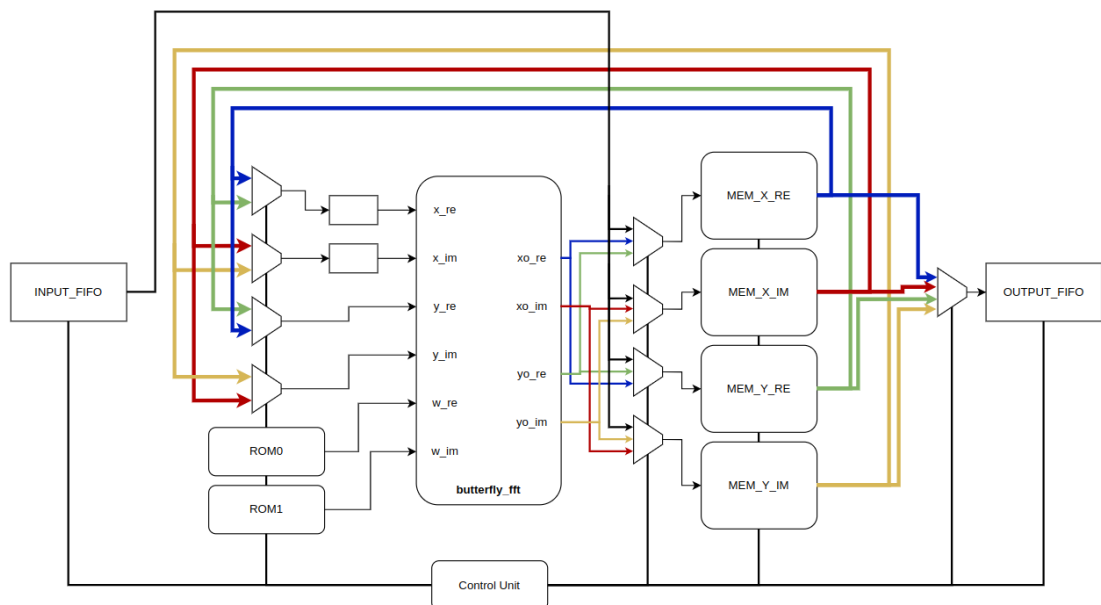 INPUT_FIFO
x_re
x_im
y_re
y_im
w_re
w_im
xo_re
xo_im
yo_re
yo_im
butterfly_fft
ROM0
ROM1
MEM_X_RE
MEM_X_IM
MEM_Y_RE
MEM_Y_IM
OUTPUT_FIFO
Control Unit